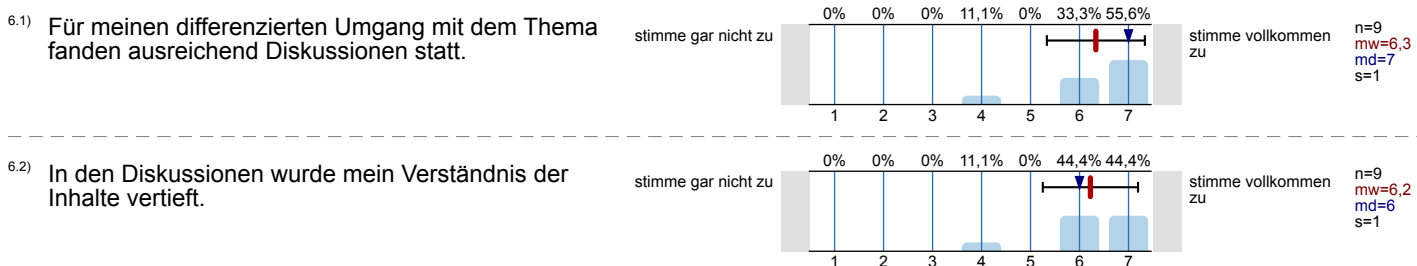 6.1) Für meinen differenzierten Umgang mit dem Thema
fanden ausreichend Diskussionen statt.
stimme gar nicht zu
0% 0% 0% 11,1% 0% 33,3% 55,6%
1 2 3 4 5 6 7
stimme vollkommen
zu
n=9
mw=6,3
md=7
s=1
6.2) In den Diskussionen wurde mein Verständnis der
Inhalte vertieft.
stimme gar nicht zu
0% 0% 0% 11,1% 0% 44,4% 44,4%
1 2 3 4 5 6 7
stimme vollkommen
zu
n=9
mw=6,2
md=6
s=1